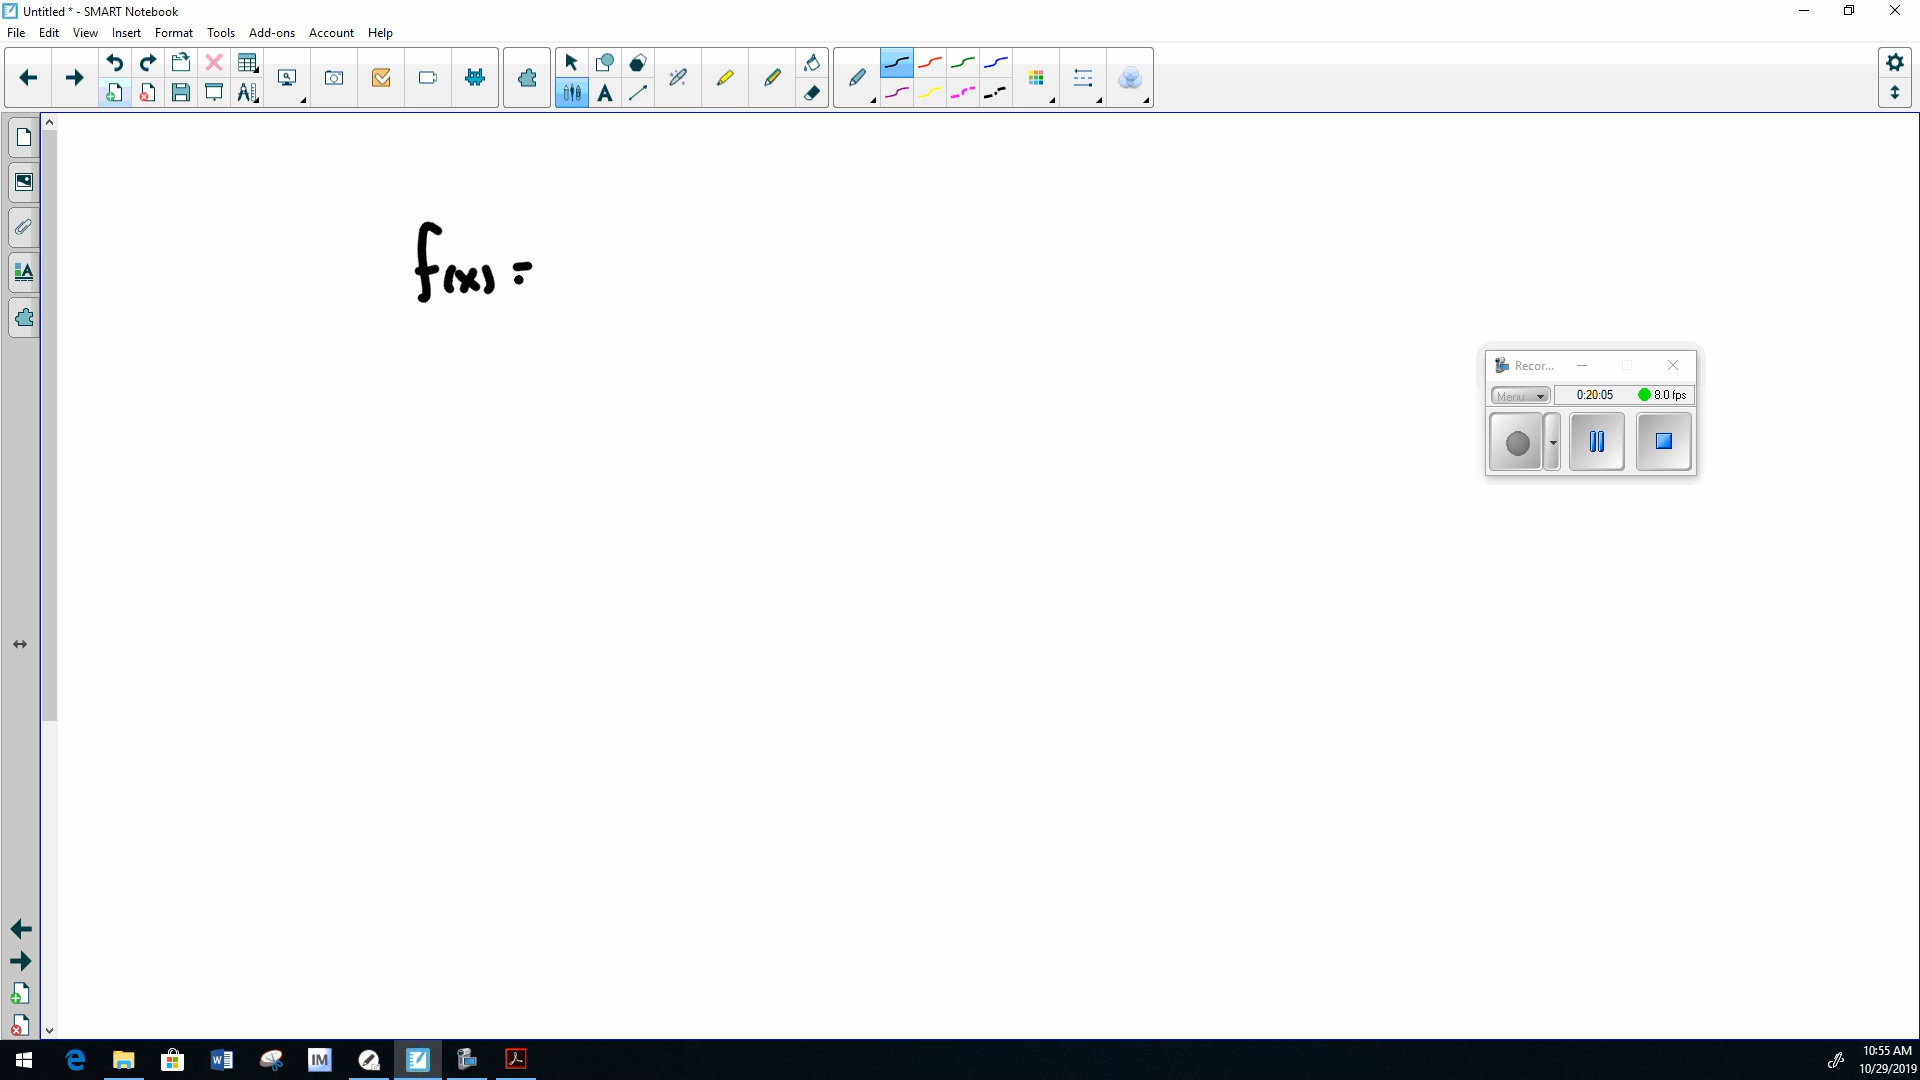 Untitled * - SMART Notebook
File Edit View Insert Format Tools Add-ons Account Help
f(x) =
Recor...
Menu 0:20:05 8.0 fps
IM
10:55 AM
10/29/2019